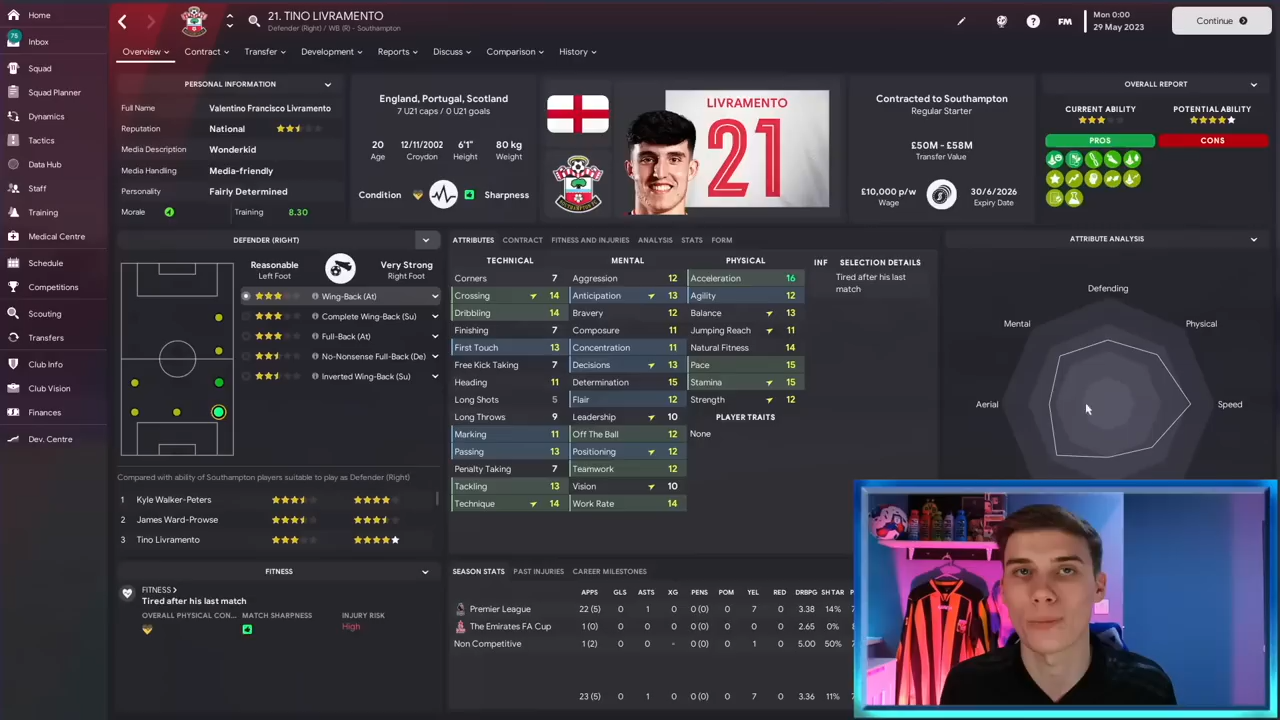 Home
Inbox
75
Squad
Squad Planner
Dynamics
Tactics
Data Hub
Staff
Training
Medical Centre
Schedule
Competitions
Scouting
Transfers
Club Info
Club Vision
Finances
Dev. Centre
21. TINO LIVRAMENTO
Defender (Right) / WB (R) - Southampton
FM
Mon 0:00
29 May 2023
Continue
Overview Contract Transfer Development Reports Discuss Comparison History
PERSONAL INFORMATION
Full Name Valentino Francisco Livramento
Reputation National
Media Description Wonderkid
Media Handling Media-friendly
Personality Fairly Determined
Morale Training 8.30
England, Portugal, Scotland
7 U21 caps / 0 U21 goals
20 12/11/2002 6'1" 80 kg
Age Croydon Height Weight
Condition Sharpness
LIVRAMENTO
21
Contracted to Southampton
Regular Starter
£50M - £58M
Transfer Value
£10,000 p/w 30/6/2026
Wage Expiry Date
OVERALL REPORT
CURRENT ABILITY POTENTIAL ABILITY
PROS CONS
DEFENDER (RIGHT)
Reasonable Very Strong
Left Foot Right Foot
Wing-Back (At)
Complete Wing-Back (Su)
Full-Back (At)
No-Nonsense Full-Back (De)
Inverted Wing-Back (Su)
Compared with ability of Southampton players suitable to play as Defender (Right)
1 Kyle Walker-Peters
2 James Ward-Prowse
3 Tino Livramento
FITNESS
FITNESS >
Tired after his last match
OVERALL PHYSICAL CON... MATCH SHARPNESS INJURY RISK
High
ATTRIBUTES CONTRACT FITNESS AND INJURIES ANALYSIS STATS FORM
TECHNICAL MENTAL PHYSICAL
Corners 7 Aggression 12 Acceleration 16
Crossing 14 Anticipation 13 Agility 12
Dribbling 14 Bravery 12 Balance 13
Finishing 7 Composure 11 Jumping Reach 11
First Touch 13 Concentration 11 Natural Fitness 14
Free Kick Taking 7 Decisions 13 Pace 15
Heading 11 Determination 15 Stamina 15
Long Shots 5 Flair 12 Strength 12
Long Throws 9 Leadership 10 PLAYER TRAITS
Marking 11 Off The Ball 12 None
Passing 13 Positioning 12
Penalty Taking 7 Teamwork 12
Tackling 13 Vision 10
Technique 14 Work Rate 14
INF SELECTION DETAILS
Tired after his last
match
ATTRIBUTE ANALYSIS
Defending
Mental Physical
Aerial Speed
SEASON STATS PAST INJURIES CAREER MILESTONES
APPS GLS ASTS XG PENS POM YEL RED DRBPG SH TAR
Premier League 22 (5) 0 1 0 0 (0) 0 7 0 3.38 14%
The Emirates FA Cup 1 (0) 0 0 0 0 (0) 0 0 0 2.65 0%
Non Competitive 1 (2) 0 0 - 0 (0) 0 1 0 5.00 50%
23 (5) 0 1 0 0 (0) 0 7 0 3.36 11%